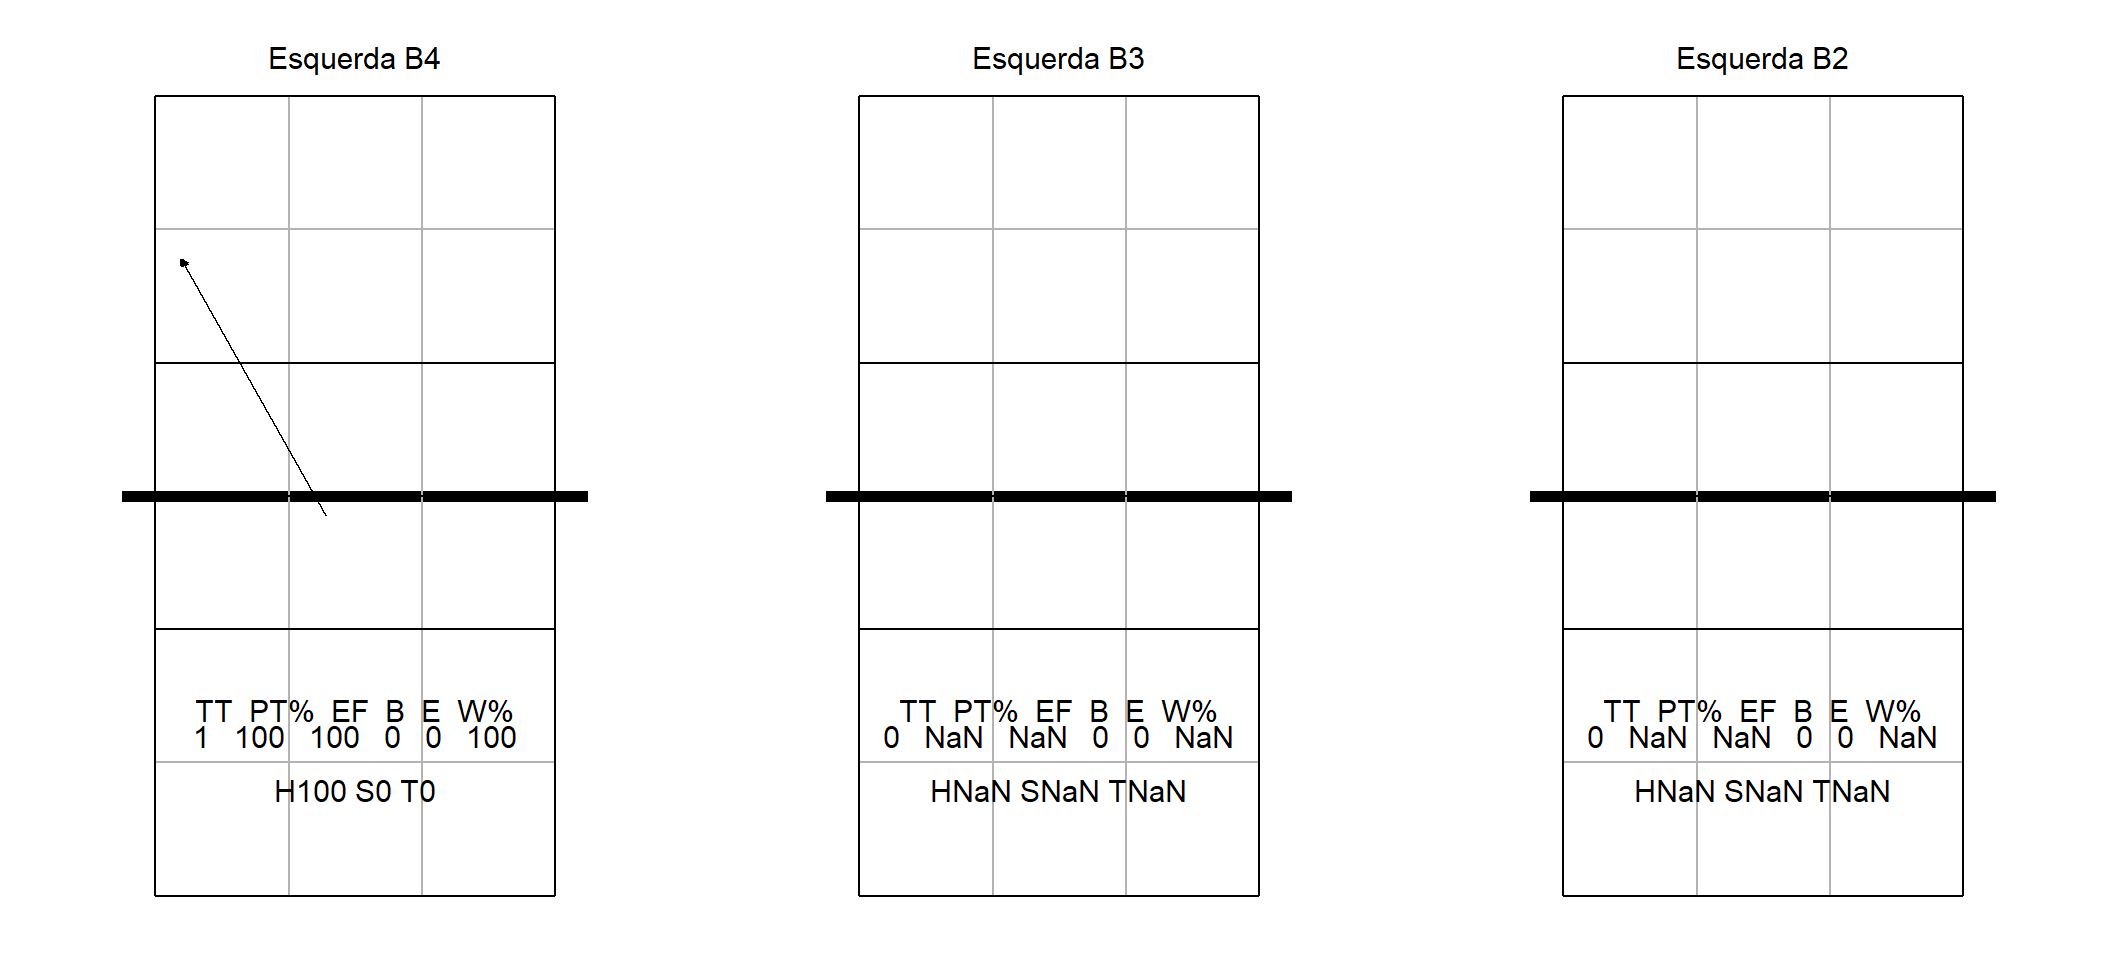 Esquerda B4
TT PT% EF B E W%
1 100 100 0 0 100
H100 S0 T0
Esquerda B3
TT PT% EF B E W%
0 NaN NaN 0 0 NaN
HNaN SNaN TNaN
Esquerda B2
TT PT% EF B E W%
0 NaN NaN 0 0 NaN
HNaN SNaN TNaN